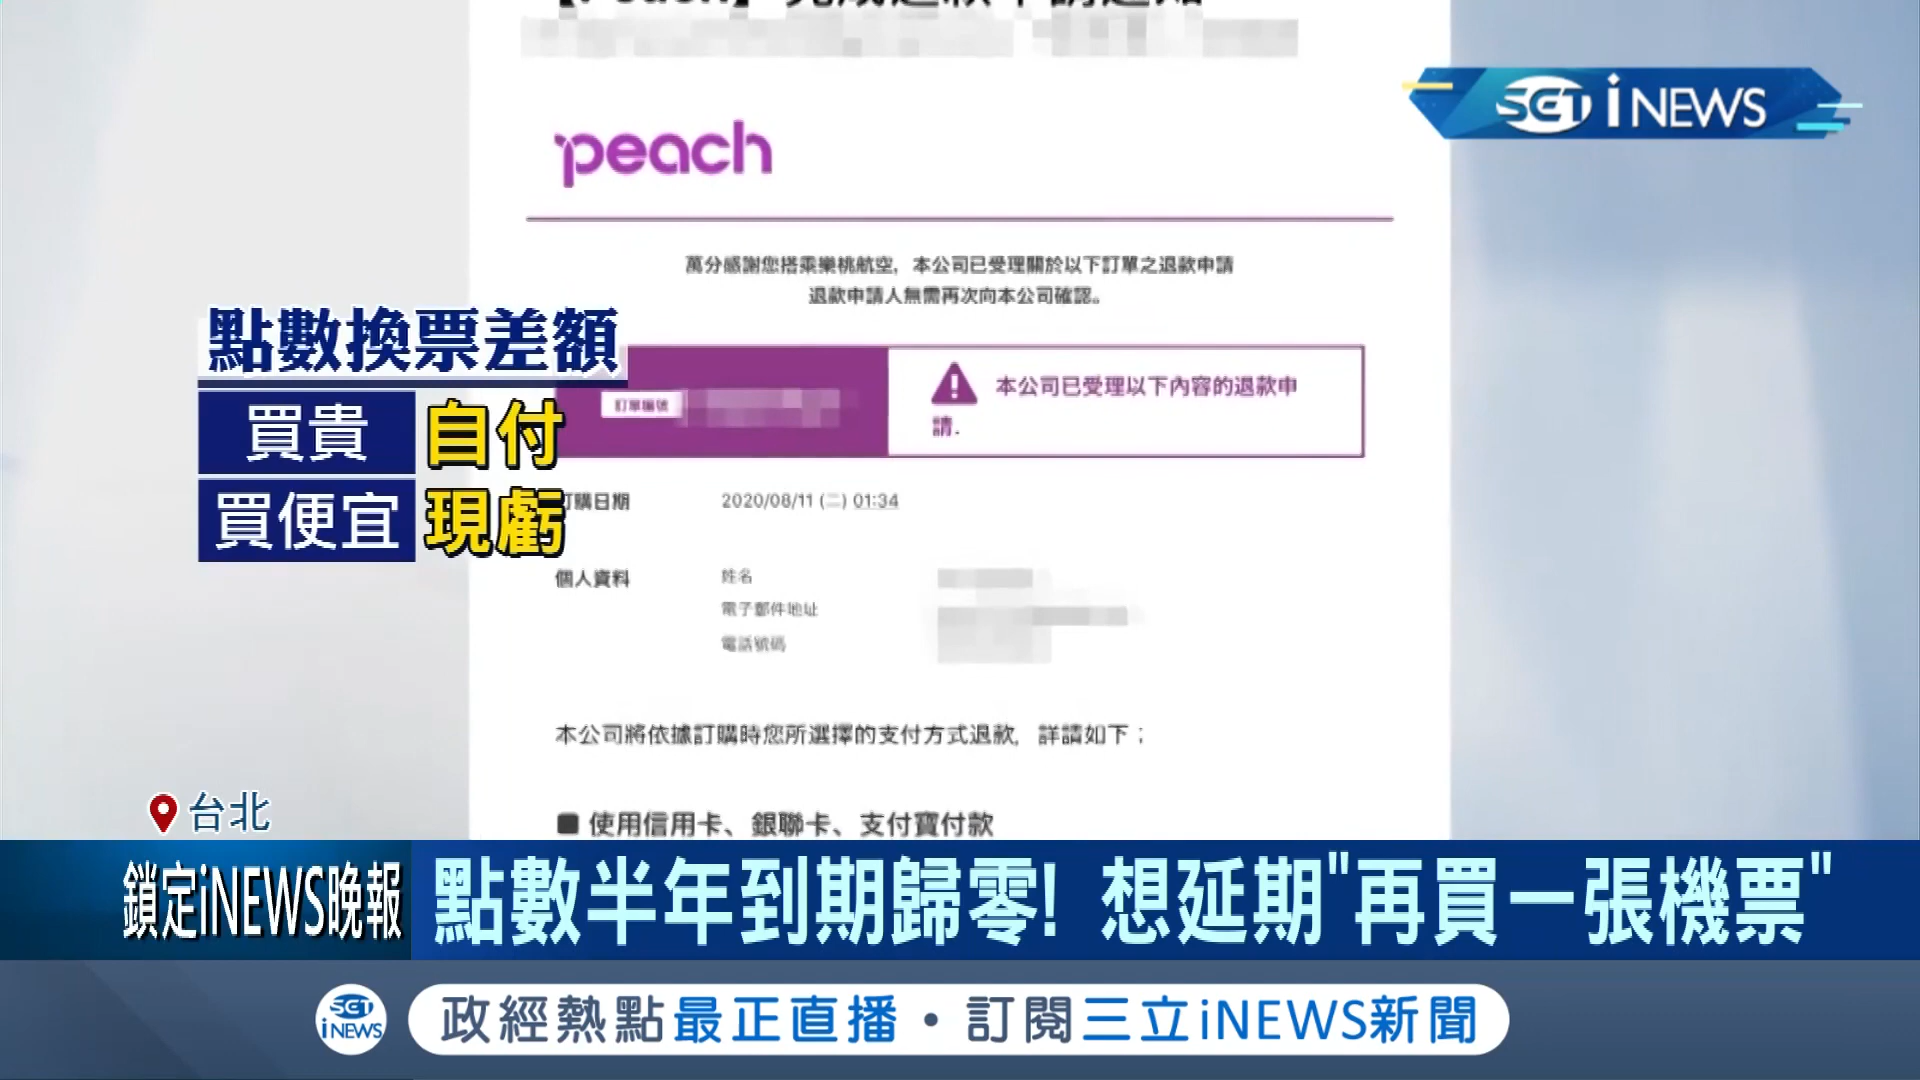 peach
SET iNEWS
萬分感謝您搭乘樂桃航空，本公司已受理關於以下訂單之退款申請
退款申請人無需再次向本公司確認。
點數換票差額
買貴 自付
買便宜 現虧
訂單編號
本公司已受理以下內容的退款申
請.
訂購日期 2020/08/11 (二) 01:34
個人資料 姓名
電子郵件地址
電話號碼
本公司將依據訂購時您所選擇的支付方式退款，詳請如下；
■ 使用信用卡、銀聯卡、支付寶付款
台北
鎖定iNEWS晚報
點數半年到期歸零! 想延期"再買一張機票"
SET iNEWS
政經熱點最正直播・訂閱三立iNEWS新聞